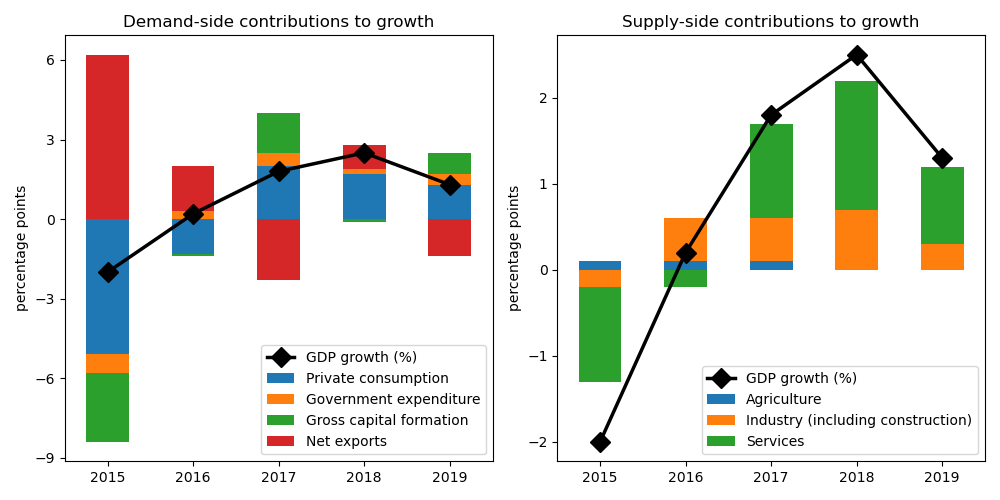 Demand-side contributions to growth
percentage points
6
3
0
−3
−6
−9
2015 2016 2017 2018 2019
GDP growth (%)
Private consumption
Government expenditure
Gross capital formation
Net exports
Supply-side contributions to growth
percentage points
2
1
0
−1
−2
2015 2016 2017 2018 2019
GDP growth (%)
Agriculture
Industry (including construction)
Services